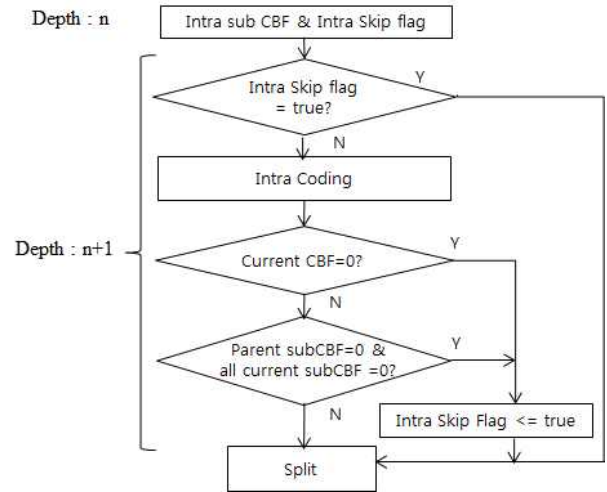 Depth : n
Intra sub CBF & Intra Skip flag
Intra Skip flag
= true?
Y
N
Intra Coding
Depth : n+1
Current CBF=0?
Y
N
Parent subCBF=0 &
all current subCBF =0?
Y
N
Intra Skip Flag <= true
Split